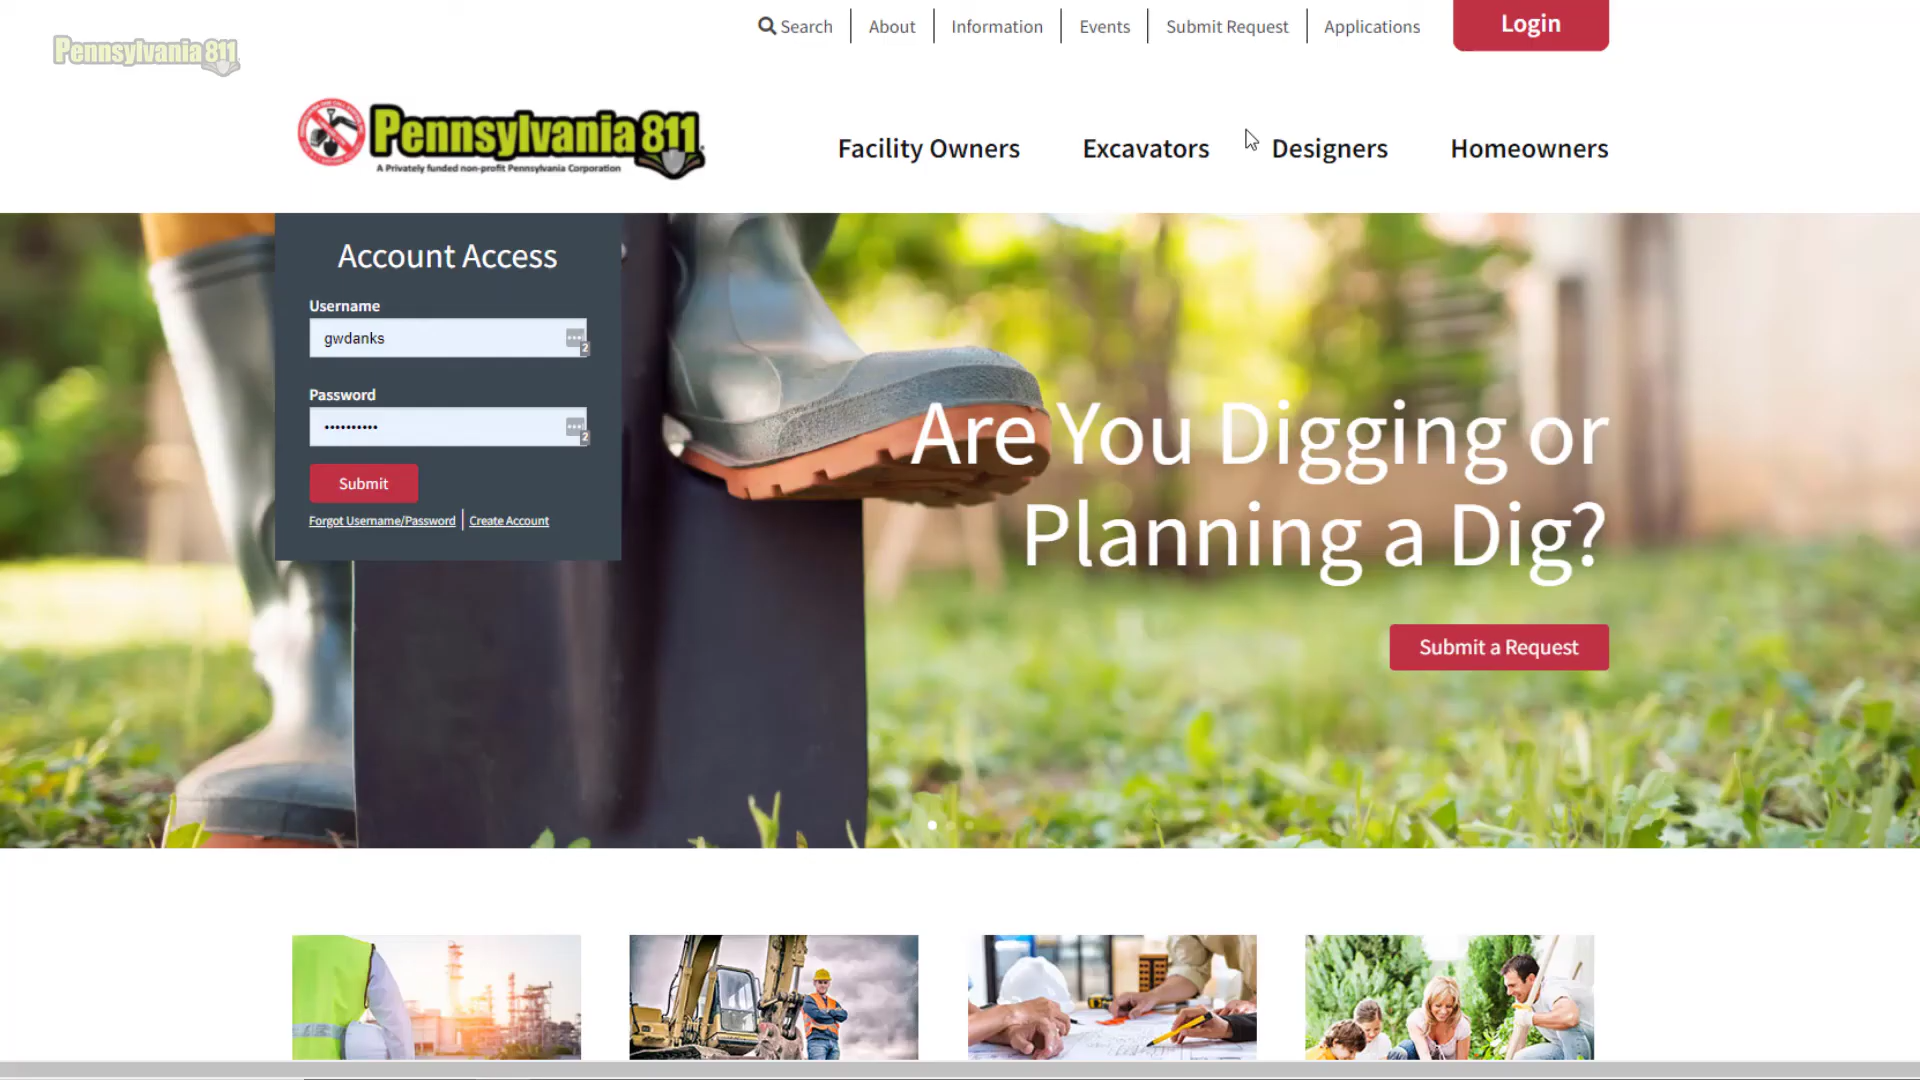 Pennsylvania 811
Search
About
Information
Events
Submit Request
Applications
Login
Pennsylvania 811
A Privately funded non-profit Pennsylvania Corporation
Facility Owners
Excavators
Designers
Homeowners
Account Access
Username
gwdanks
2
Password
••••••••••
2
Submit
Forgot Username/Password
Create Account
Are You Digging or
Planning a Dig?
Submit a Request